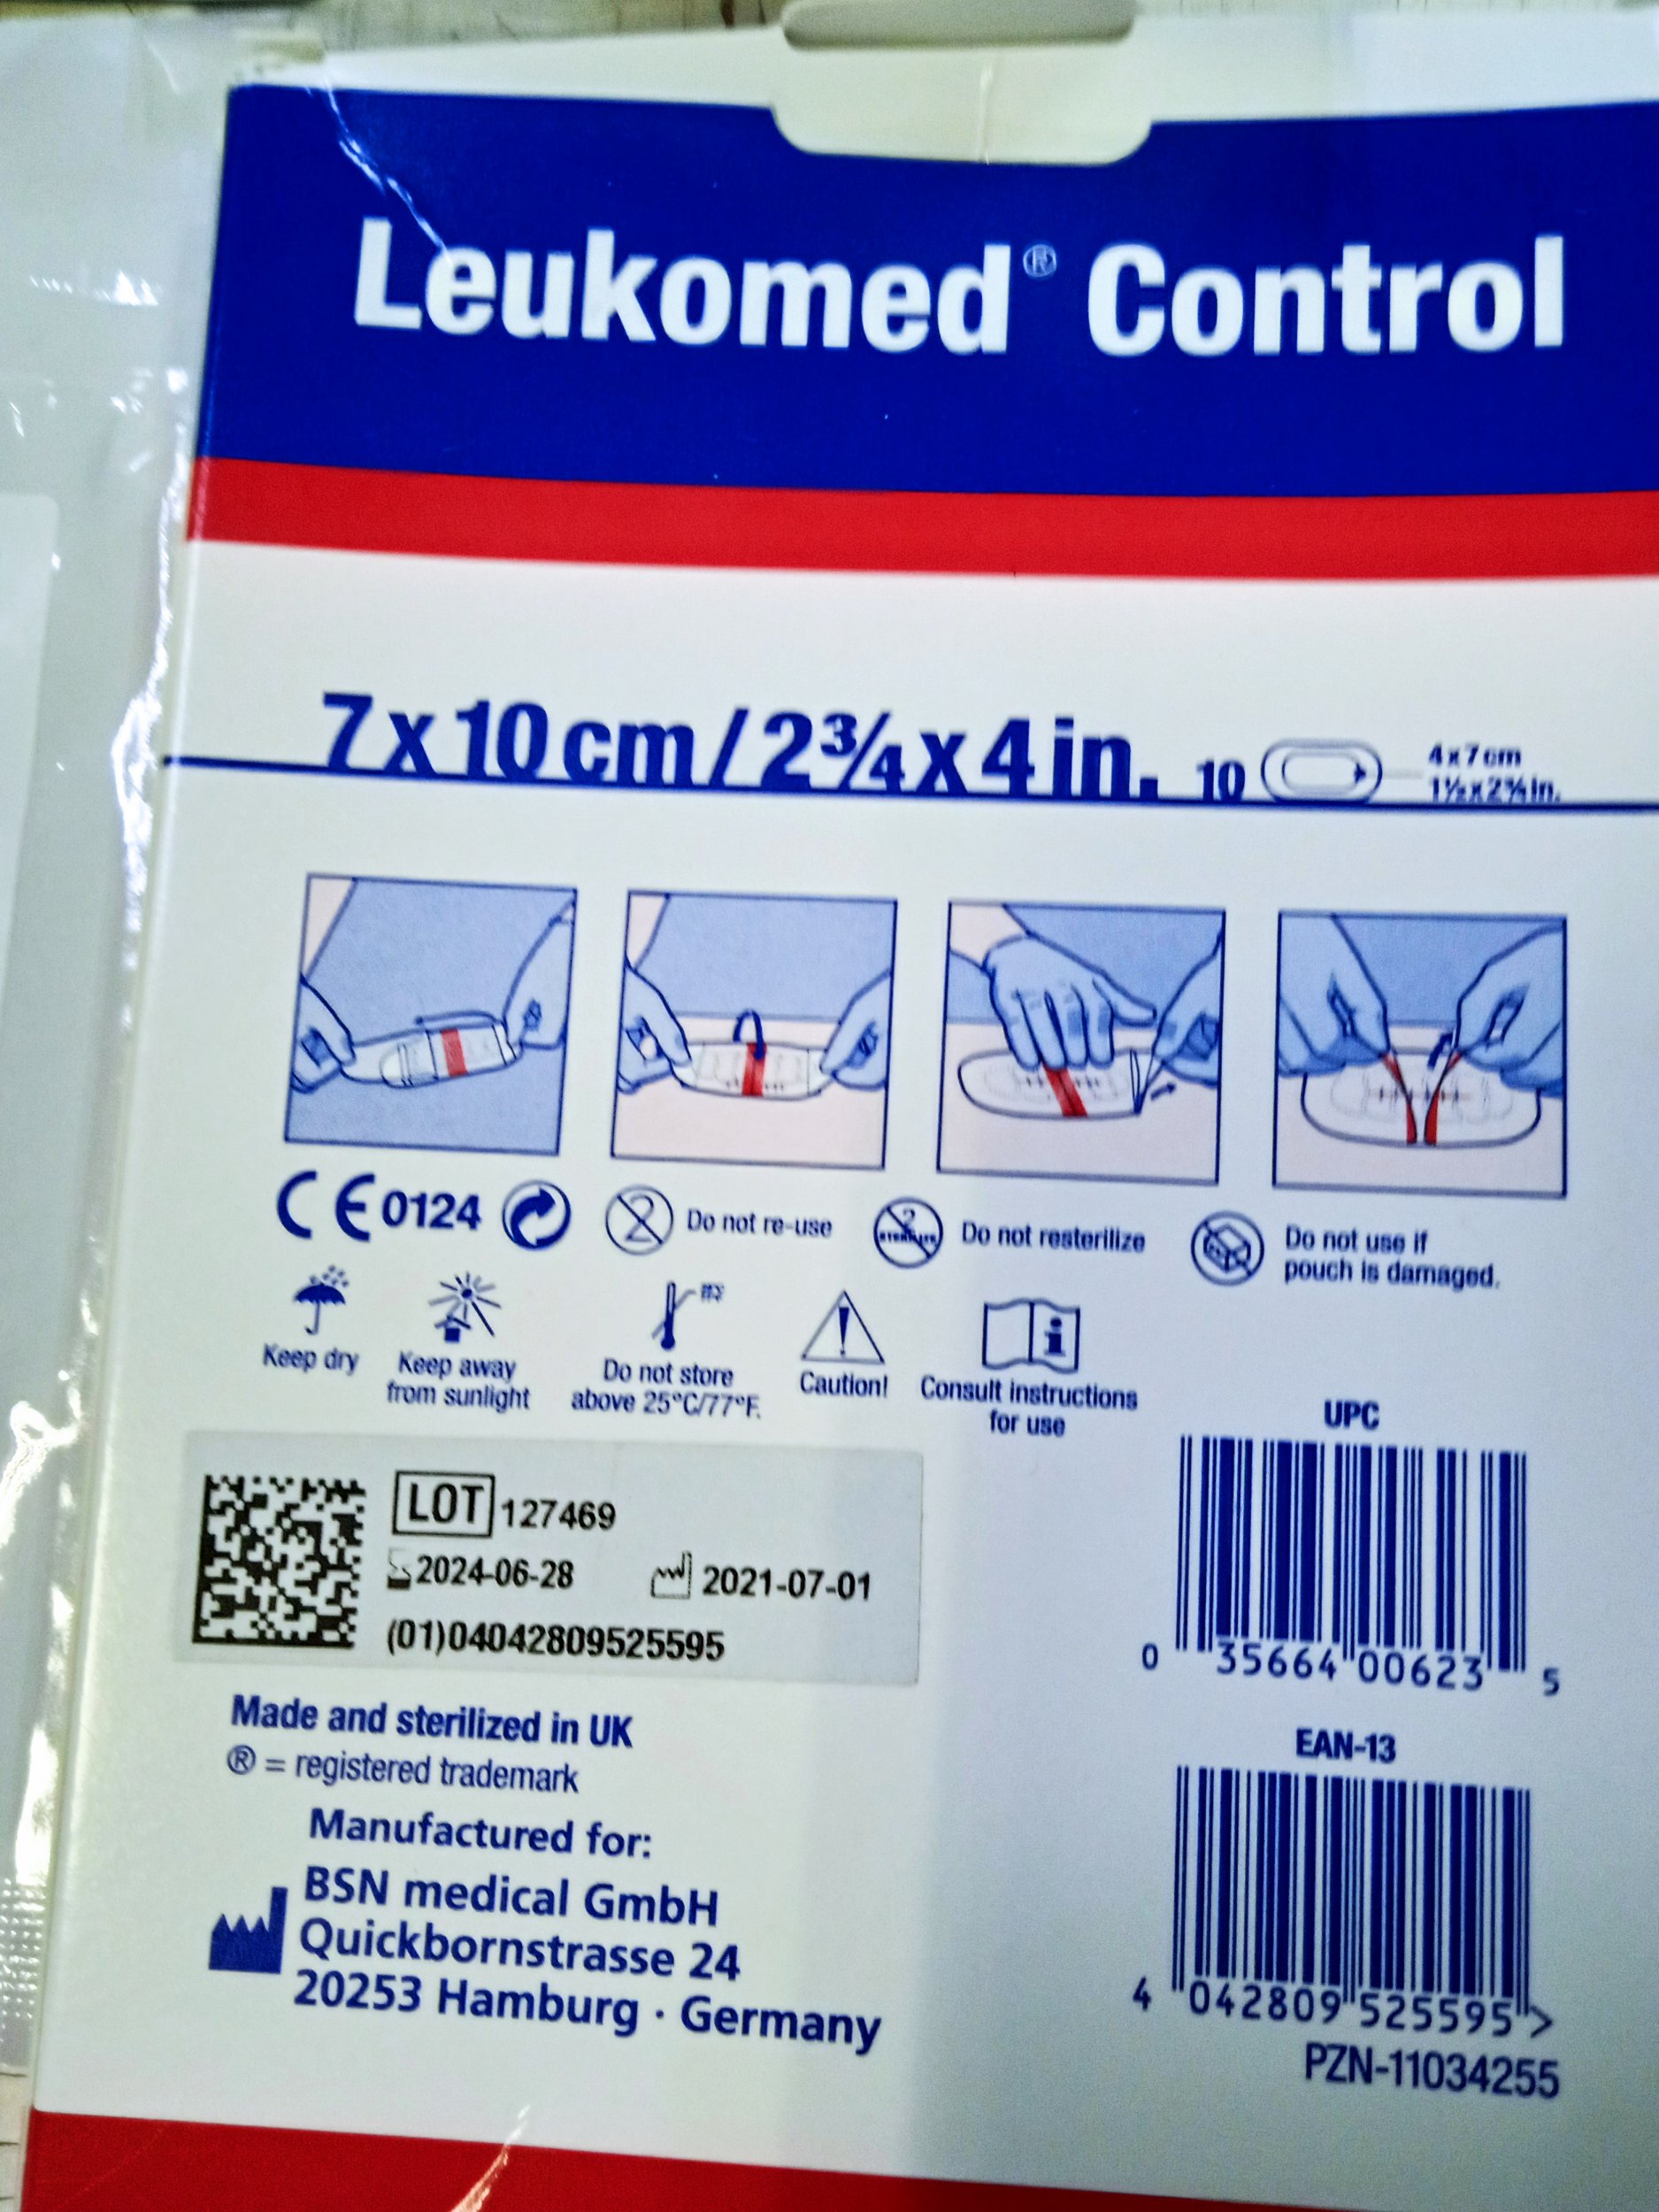 Leukomed® Control
7 x 10 cm / 2¾ x 4 in. 10
4 x 7 cm
1½ x 2¾ in.
CE 0124
Do not re-use
Do not resterilize
Do not use if
pouch is damaged.
Keep dry
Keep away
from sunlight
Do not store
above 25°C/77°F.
Caution!
Consult instructions
for use
UPC
0 35664 00623 5
LOT 127469
2024-06-28 2021-07-01
(01)04042809525595
Made and sterilized in UK
® = registered trademark
Manufactured for:
BSN medical GmbH
Quickbornstrasse 24
20253 Hamburg · Germany
EAN-13
4 042809 525595 >
PZN-11034255